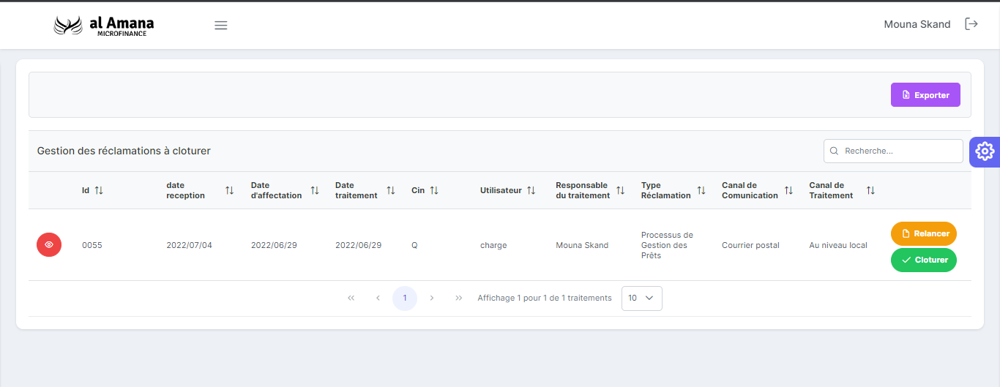 al Amana
MICROFINANCE
Mouna Skand
Exporter
Gestion des réclamations à cloturer
Recherche...
Id
date
reception
Date
d'affectation
Date
traitement
Cin
Utilisateur
Responsable
du traitement
Type
Réclamation
Canal de
Comunication
Canal de
Traitement
0055
2022/07/04
2022/06/29
2022/06/29
Q
charge
Mouna Skand
Processus de
Gestion des
Prêts
Courrier postal
Au niveau local
Relancer
Cloturer
1
Affichage 1 pour 1 de 1 traitements
10